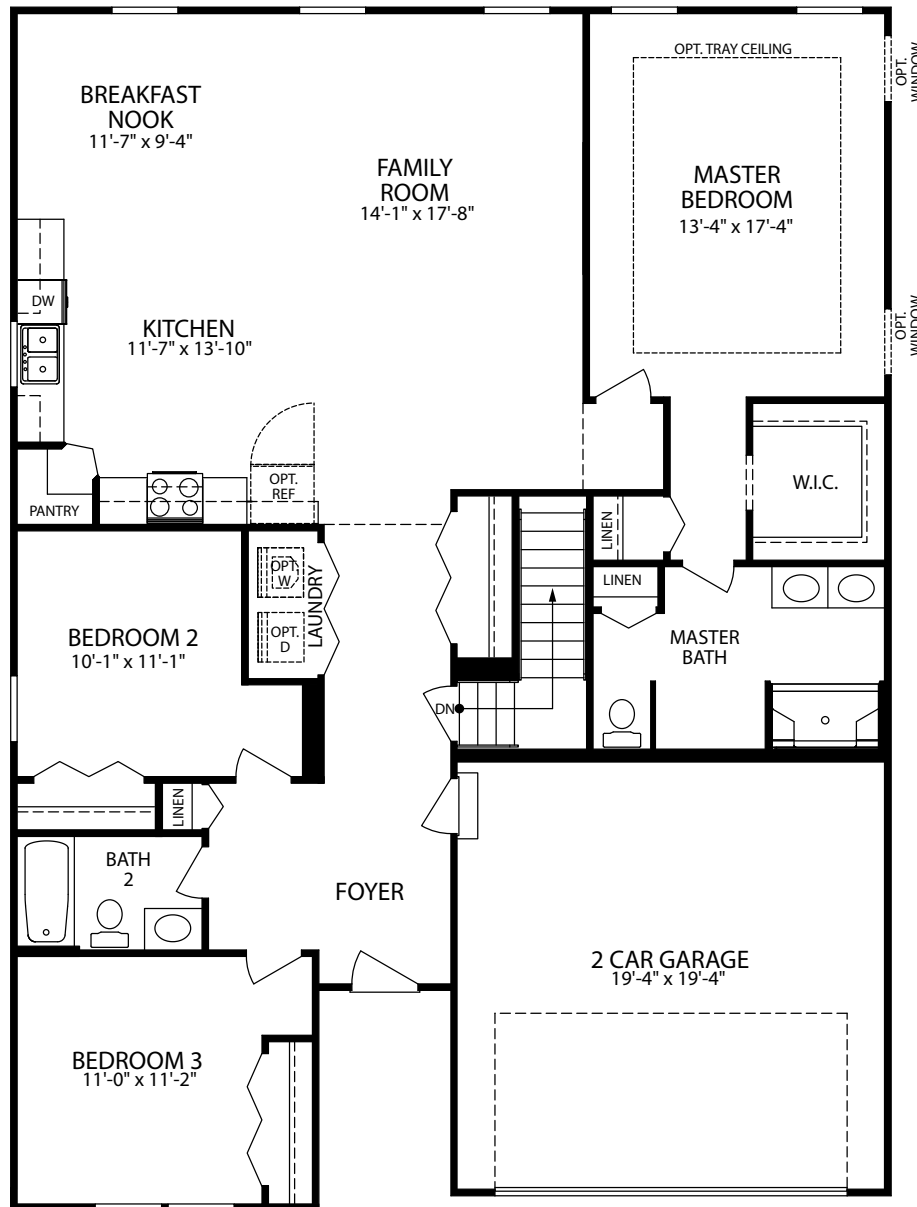 OPT. TRAY CEILING
OPT.
WINDOW
BREAKFAST
NOOK
11'-7" x 9'-4"
FAMILY
ROOM
14'-1" x 17'-8"
MASTER
BEDROOM
13'-4" x 17'-4"
DW
KITCHEN
11'-7" x 13'-10"
OPT.
WINDOW
PANTRY
OPT.
REF
W.I.C.
LINEN
OPT.
W
LAUNDRY
OPT.
D
LINEN
BEDROOM 2
10'-1" x 11'-1"
MASTER
BATH
DN
LINEN
BATH
2
FOYER
2 CAR GARAGE
19'-4" x 19'-4"
BEDROOM 3
11'-0" x 11'-2"